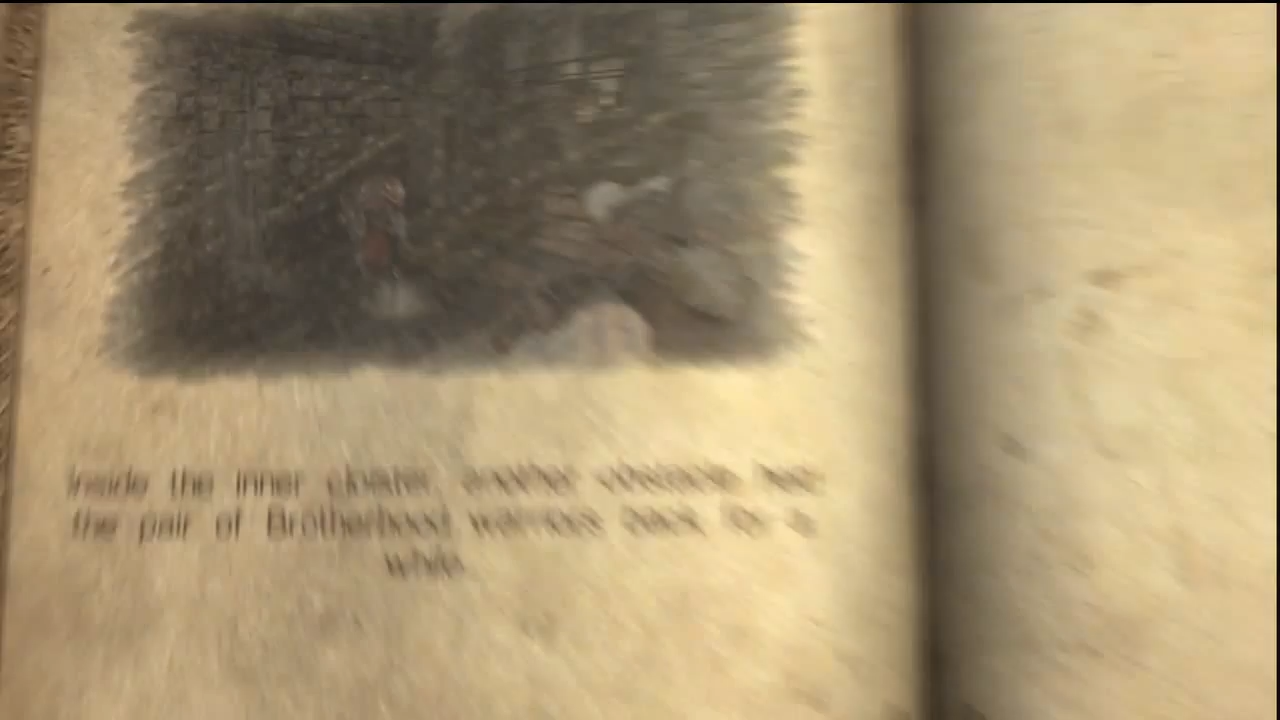 Inside the inner cloister, another obstacle held
the pair of Brotherhood warriors back for a
while.